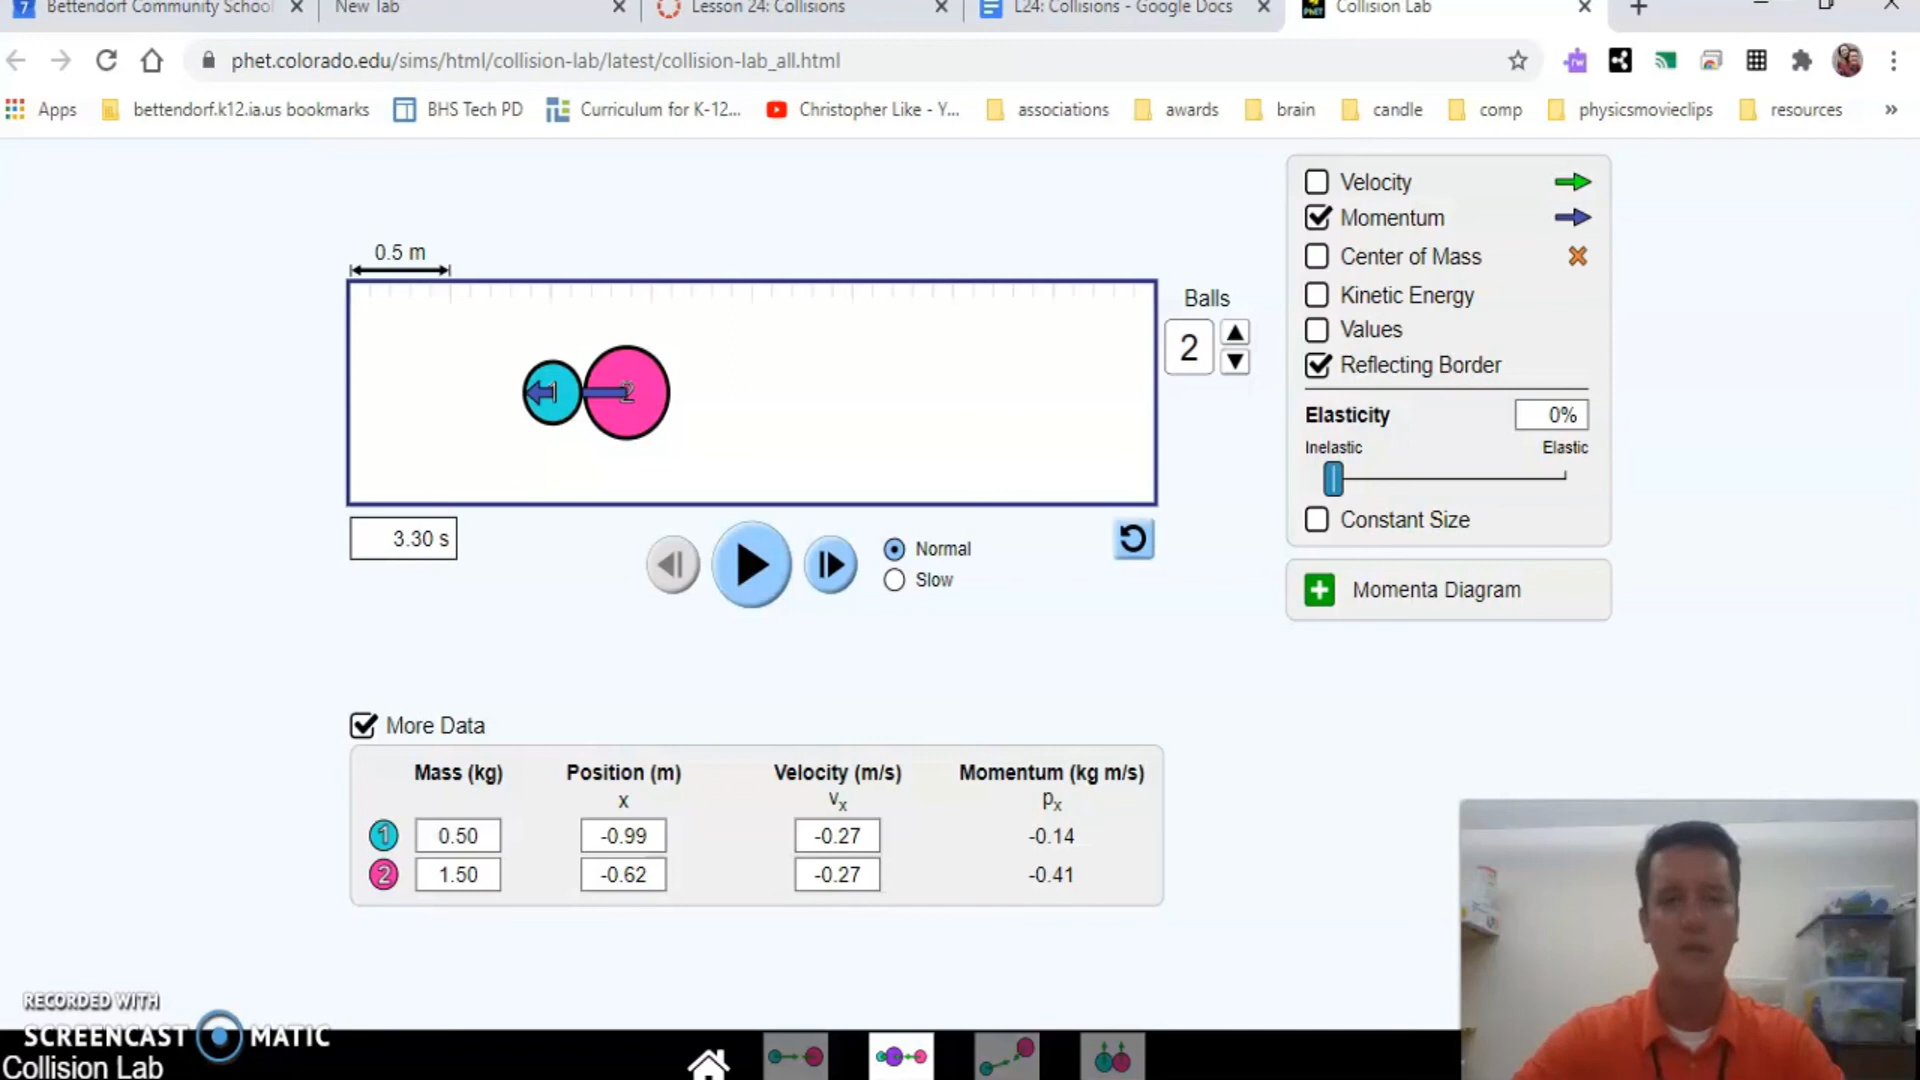 7 Bettendorf Community School
New Tab
Lesson 24: Collisions
L24: Collisions - Google Docs
Collision Lab
phet.colorado.edu/sims/html/collision-lab/latest/collision-lab_all.html
Apps
bettendorf.k12.ia.us bookmarks
BHS Tech PD
Curriculum for K-12...
Christopher Like - Y...
associations
awards
brain
candle
comp
physicsmovieclips
resources
»
0.5 m
1
2
Balls
2
Velocity
Momentum
Center of Mass
Kinetic Energy
Values
Reflecting Border
Elasticity 0%
Inelastic Elastic
Constant Size
Momenta Diagram
3.30 s
Normal
Slow
More Data
Mass (kg) Position (m) Velocity (m/s) Momentum (kg m/s)
x vx px
1 0.50 -0.99 -0.27 -0.14
2 1.50 -0.62 -0.27 -0.41
RECORDED WITH
SCREENCAST MATIC
Collision Lab